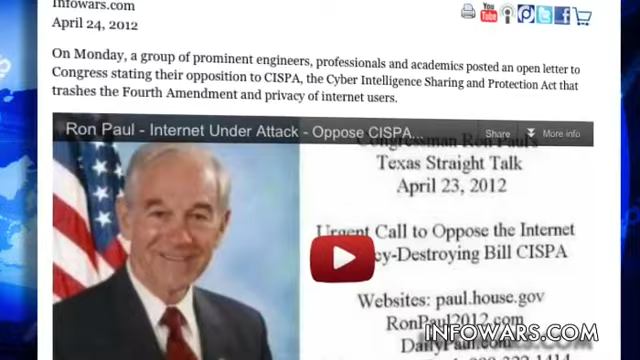 Infowars.com
April 24, 2012
You
Tube
On Monday, a group of prominent engineers, professionals and academics posted an open letter to
Congress stating their opposition to CISPA, the Cyber Intelligence Sharing and Protection Act that
trashes the Fourth Amendment and privacy of internet users.
Ron Paul - Internet Under Attack - Oppose CISPA...
Share
More info
Congressman Ron Paul's
Texas Straight Talk
April 23, 2012
Urgent Call to Oppose the Internet
cy-Destroying Bill CISPA
Websites: paul.house.gov
RonPaul2012.com
INFOWARS.COM